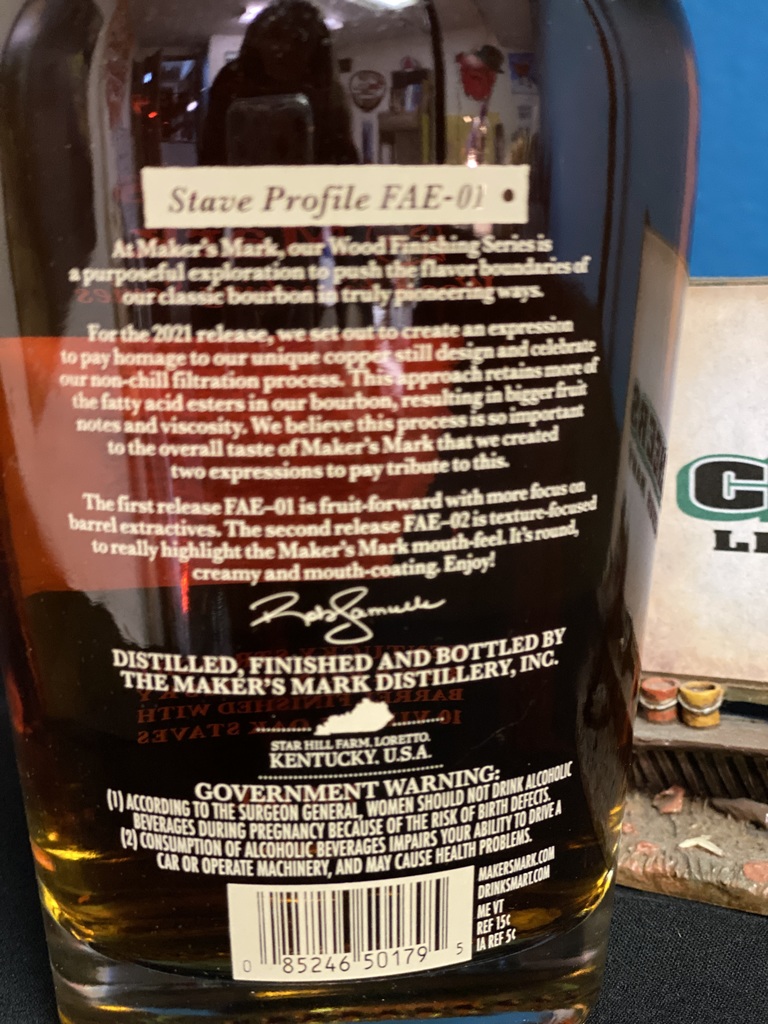 Stave Profile FAE-01
At Maker's Mark, our Wood Finishing Series is
a purposeful exploration to push the flavor boundaries of
our classic bourbon in truly pioneering ways.
For the 2021 release, we set out to create an expression
to pay homage to our unique copper still design and celebrate
our non-chill filtration process. This approach retains more of
the fatty acid esters in our bourbon, resulting in bigger fruit
notes and viscosity. We believe this process is so important
to the overall taste of Maker's Mark that we created
two expressions to pay tribute to this.
The first release FAE-01 is fruit-forward with more focus on
barrel extractives. The second release FAE-02 is texture-focused
to really highlight the Maker's Mark mouth-feel. It's round,
creamy and mouth-coating. Enjoy!
Rob Samuels
DISTILLED, FINISHED AND BOTTLED BY
THE MAKER'S MARK DISTILLERY, INC.
STAR HILL FARM, LORETTO,
KENTUCKY, U.S.A.
GOVERNMENT WARNING:
(1) ACCORDING TO THE SURGEON GENERAL, WOMEN SHOULD NOT DRINK ALCOHOLIC
BEVERAGES DURING PREGNANCY BECAUSE OF THE RISK OF BIRTH DEFECTS.
(2) CONSUMPTION OF ALCOHOLIC BEVERAGES IMPAIRS YOUR ABILITY TO DRIVE A
CAR OR OPERATE MACHINERY, AND MAY CAUSE HEALTH PROBLEMS.
MAKERSMARK.COM
DRINKSMART.COM
ME VT
REF 15¢
IA REF 5¢
0 85246 50179 5